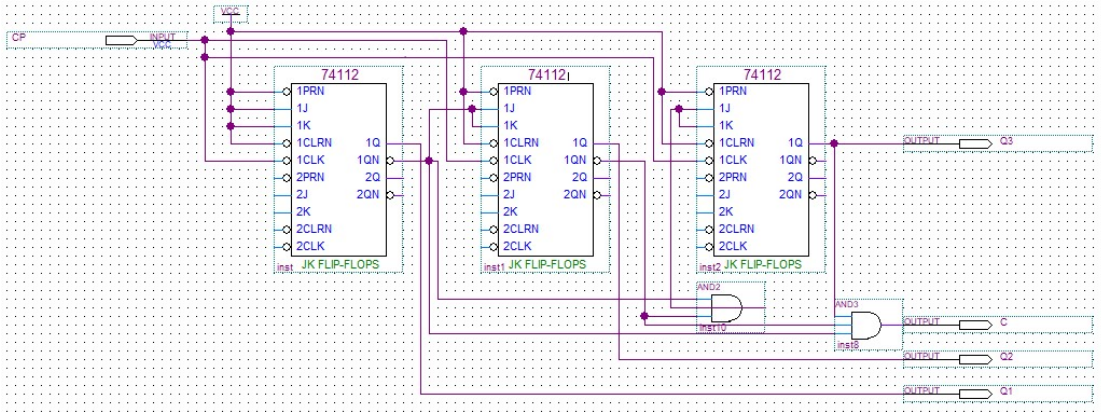 VCC
CP
INPUT
VCC
74112
1PRN
1J
1K
1CLRN 1Q
1CLK 1QN
2PRN 2Q
2J 2QN
2K
2CLRN
2CLK
inst JK FLIP-FLOPS
74112
1PRN
1J
1K
1CLRN 1Q
1CLK 1QN
2PRN 2Q
2J 2QN
2K
2CLRN
2CLK
inst1 JK FLIP-FLOPS
74112
1PRN
1J
1K
1CLRN 1Q
1CLK 1QN
2PRN 2Q
2J 2QN
2K
2CLRN
2CLK
inst2 JK FLIP-FLOPS
OUTPUT Q3
AND2
inst10
AND3
inst8
OUTPUT C
OUTPUT Q2
OUTPUT Q1